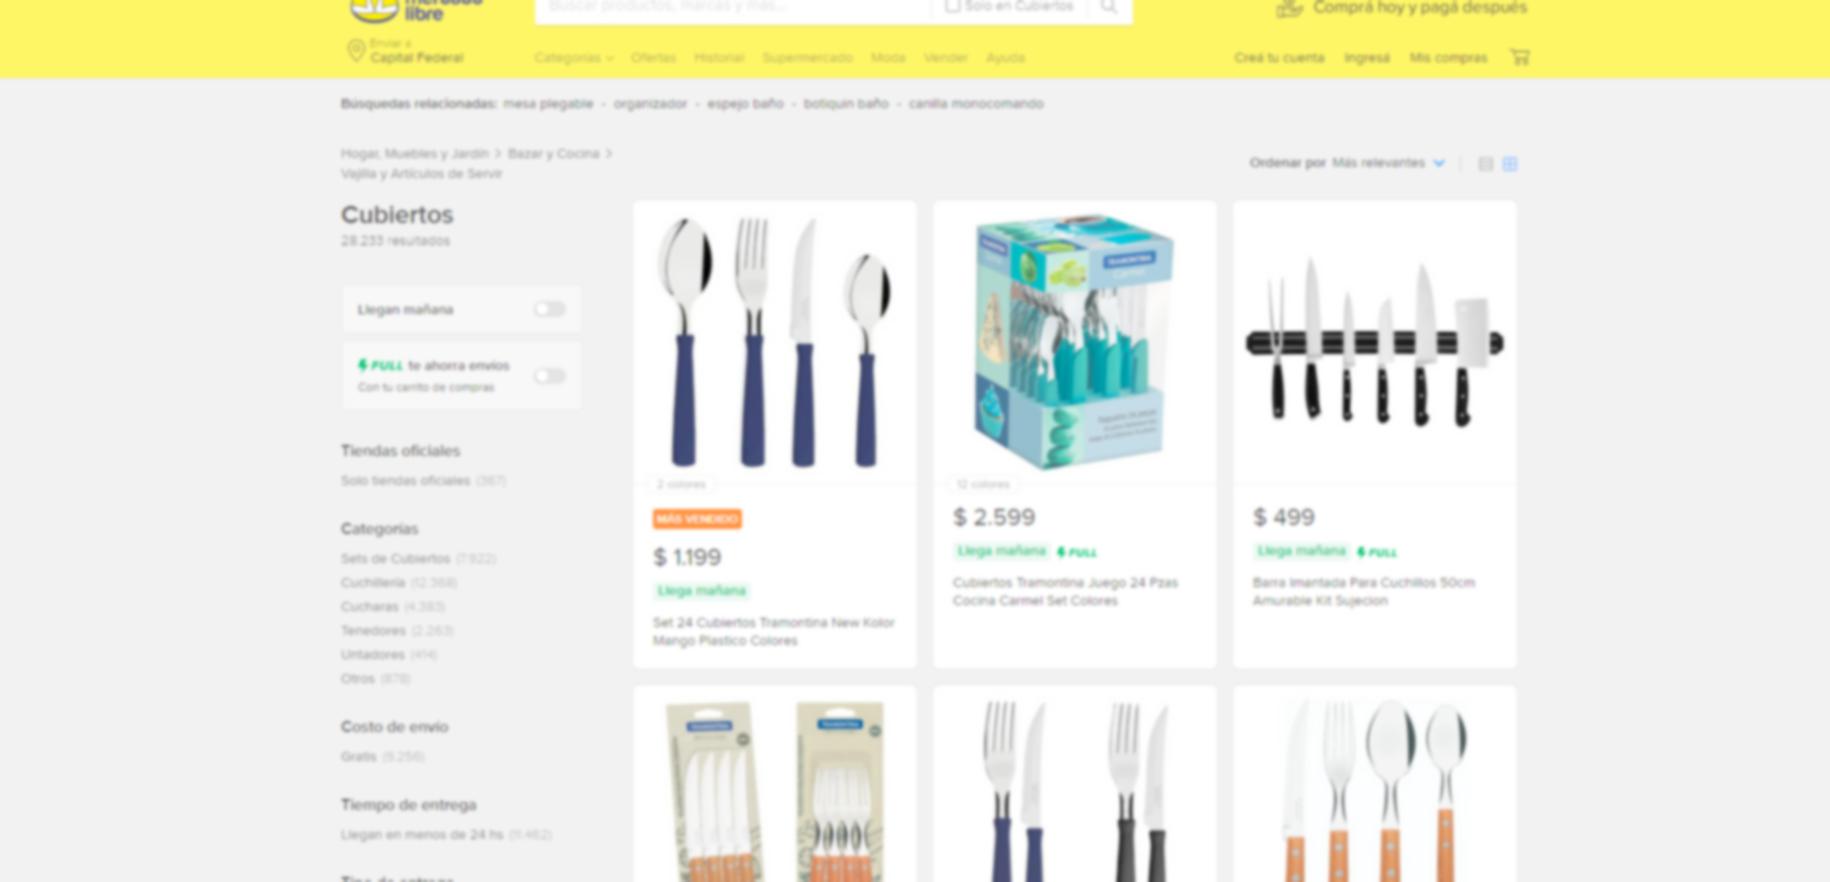 mercado
libre
Buscar productos, marcas y más...
Solo en Cubiertos
Comprá hoy y pagá después
Enviar a
Capital Federal
Categorías Ofertas Historial Supermercado Moda Vender Ayuda
Creá tu cuenta Ingresá Mis compras
Búsquedas relacionadas: mesa plegable - organizador - espejo baño - botiquin baño - canilla monocomando
Hogar, Muebles y Jardín > Bazar y Cocina >
Vajilla y Artículos de Servir
Ordenar por Más relevantes
Cubiertos
28.233 resultados
Llegan mañana
FULL te ahorra envíos
Con tu carrito de compras
Tiendas oficiales
Solo tiendas oficiales (367)
Categorías
Sets de Cubiertos (7.922)
Cuchillería (12.368)
Cucharas (4.383)
Tenedores (2.263)
Untadores (414)
Otros (878)
Costo de envío
Gratis
Tiempo de entrega
Llegan en menos de 24 hs (11.462)
2 colores
MÁS VENDIDO
$ 1.199
Llega mañana
Set 24 Cubiertos Tramontina New Kolor
Mango Plastico Colores
TRAMONTINA
Carmel
12 colores
$ 2.599
Llega mañana FULL
Cubiertos Tramontina Juego 24 Pzas
Cocina Carmel Set Colores
$ 499
Llega mañana FULL
Barra Imantada Para Cuchillos 50cm
Amurable Kit Sujecion
TRAMONTINA
TRAMONTINA